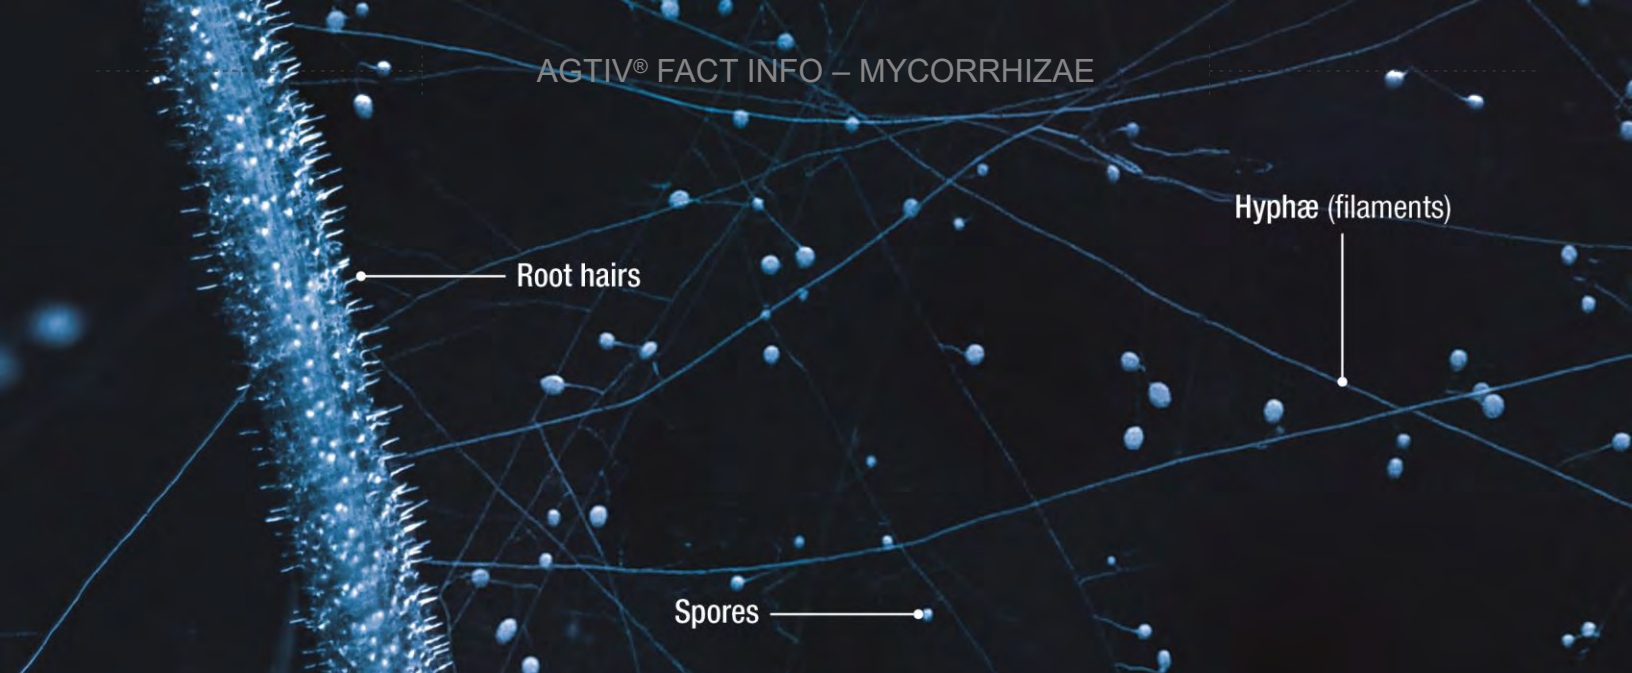 AGTIV® FACT INFO – MYCORRHIZAE
Hyphæ (filaments)
Root hairs
Spores